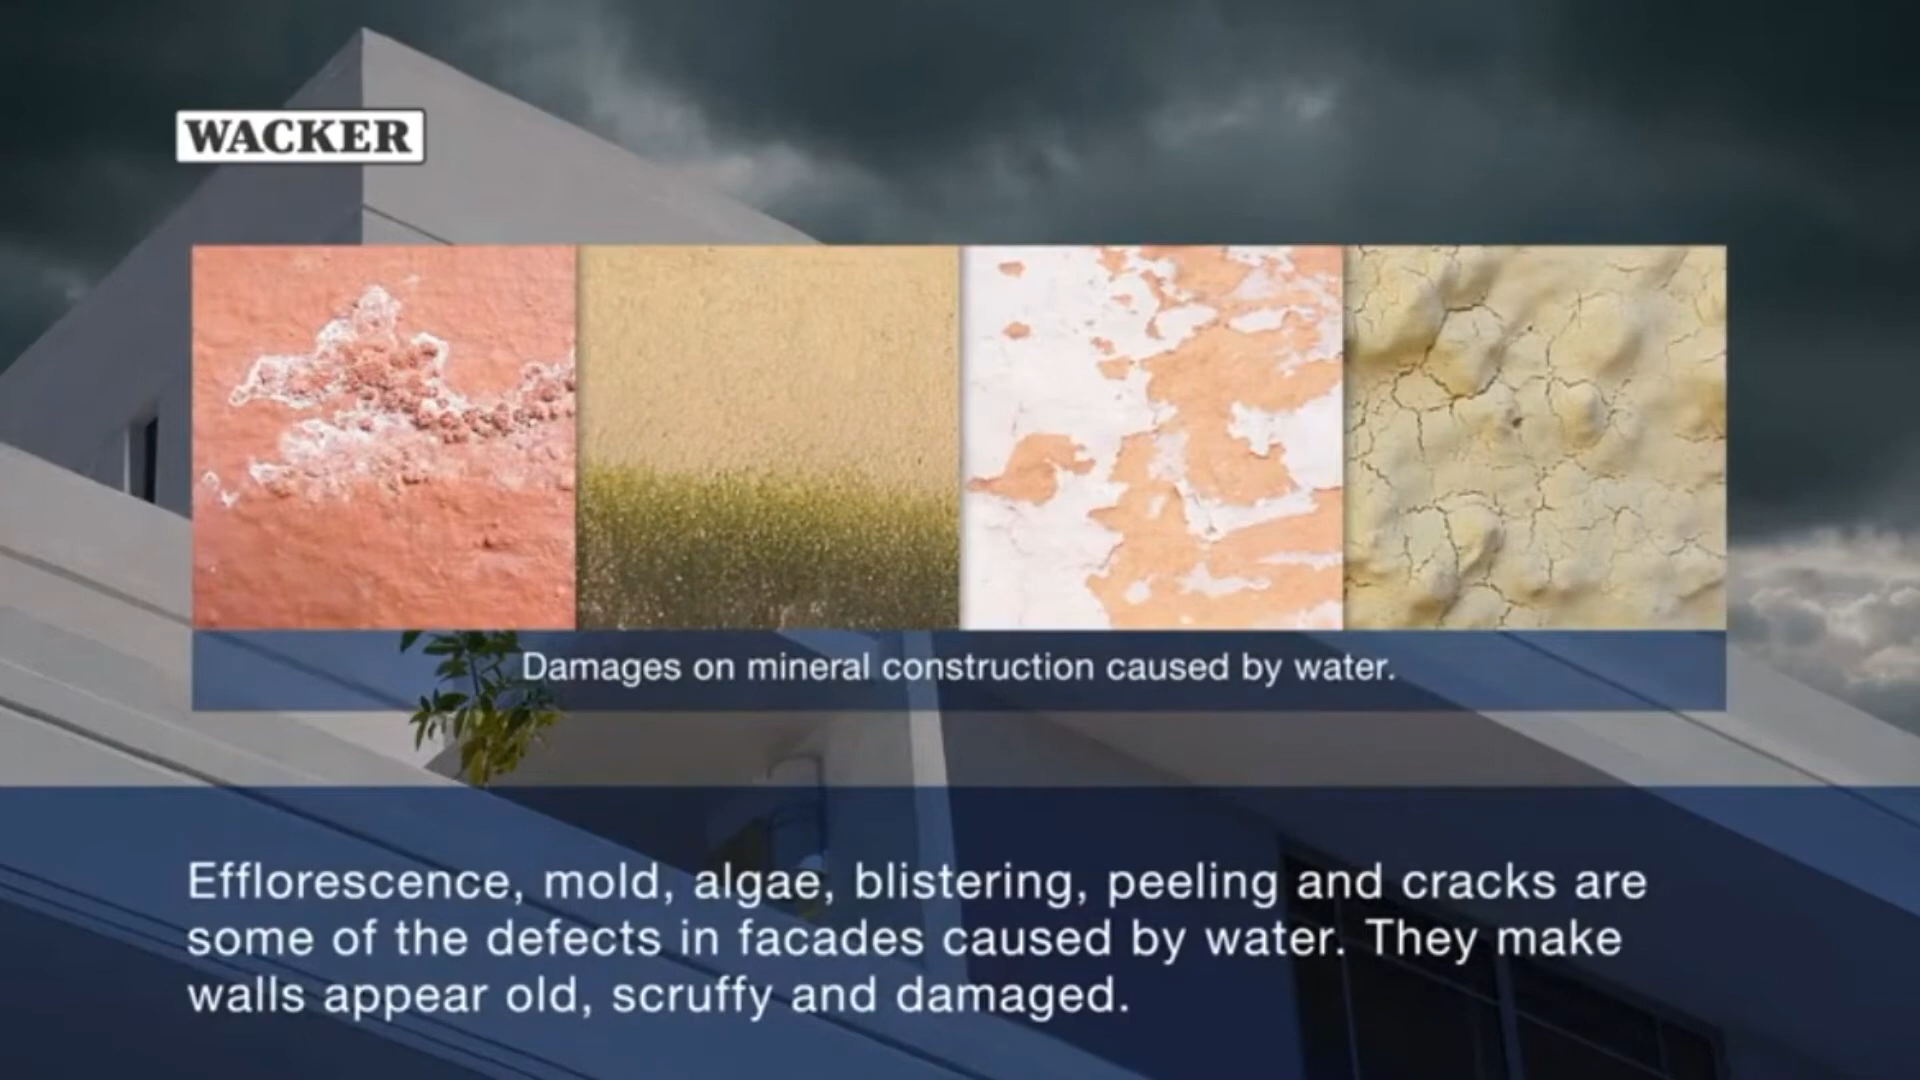 WACKER
Damages on mineral construction caused by water.
Efflorescence, mold, algae, blistering, peeling and cracks are
some of the defects in facades caused by water. They make
walls appear old, scruffy and damaged.